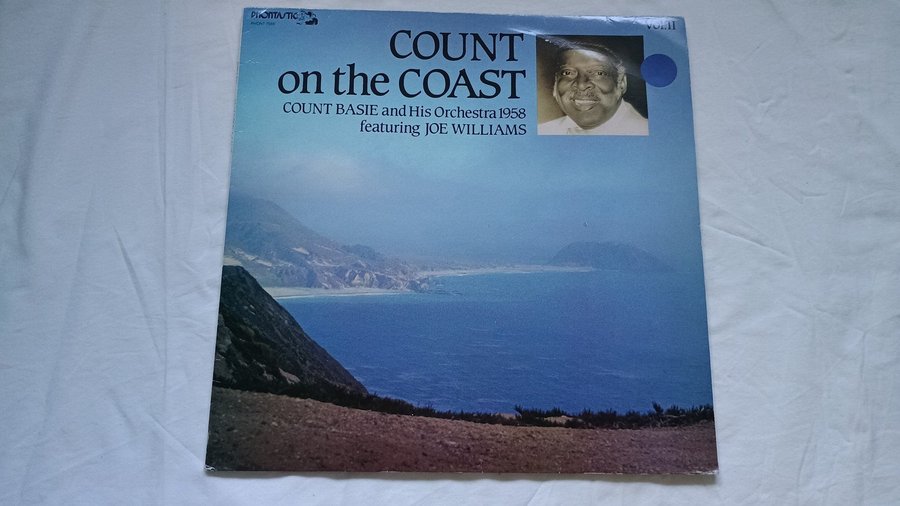 PHONTASTIC
Vol. II
COUNT
on the COAST
COUNT BASIE and His Orchestra 1958
featuring JOE WILLIAMS